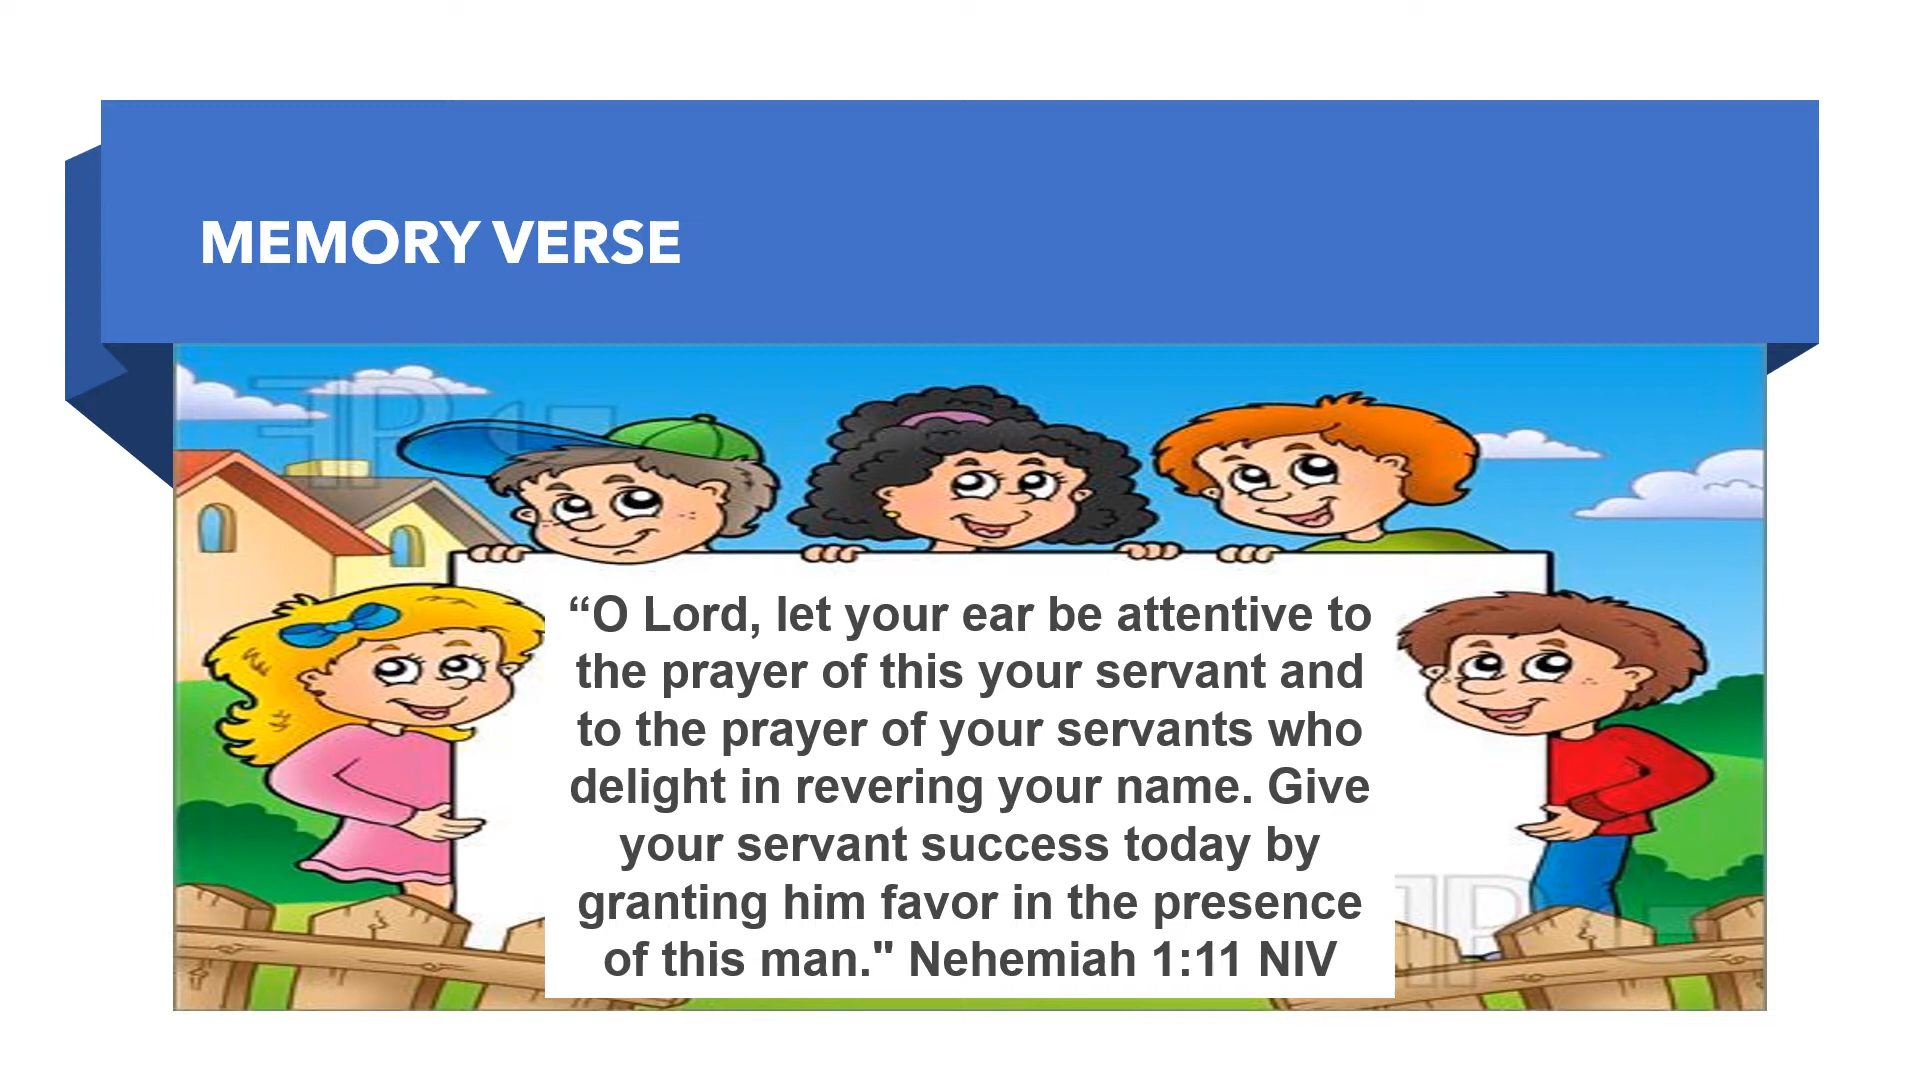 MEMORY VERSE
“O Lord, let your ear be attentive to
the prayer of this your servant and
to the prayer of your servants who
delight in revering your name. Give
your servant success today by
granting him favor in the presence
of this man." Nehemiah 1:11 NIV